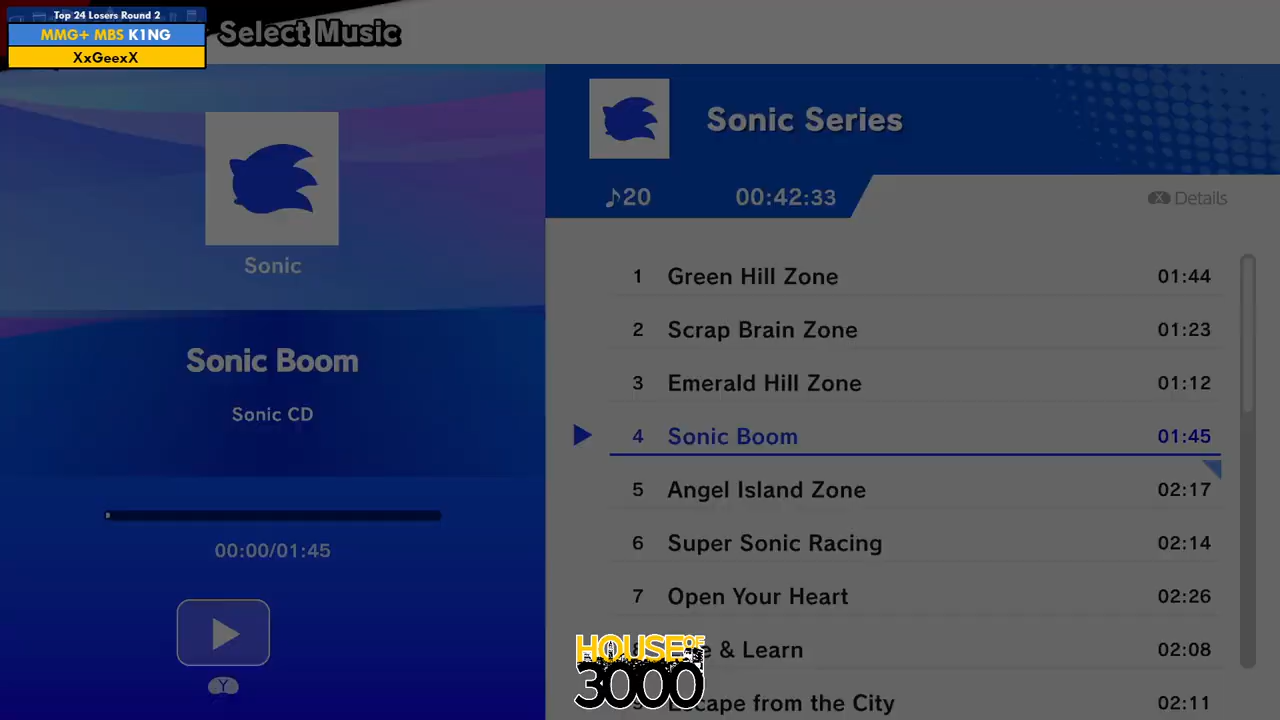 Top 24 Losers Round 2
MMG+ MBS K1NG
XxGeexX
Select Music
Sonic
Sonic Boom
Sonic CD
00:00/01:45
Y
Sonic Series
♪20 00:42:33
X Details
1 Green Hill Zone 01:44
2 Scrap Brain Zone 01:23
3 Emerald Hill Zone 01:12
4 Sonic Boom 01:45
5 Angel Island Zone 02:17
6 Super Sonic Racing 02:14
7 Open Your Heart 02:26
& Learn 02:08
Escape from the City 02:11
HOUSE OF
3000